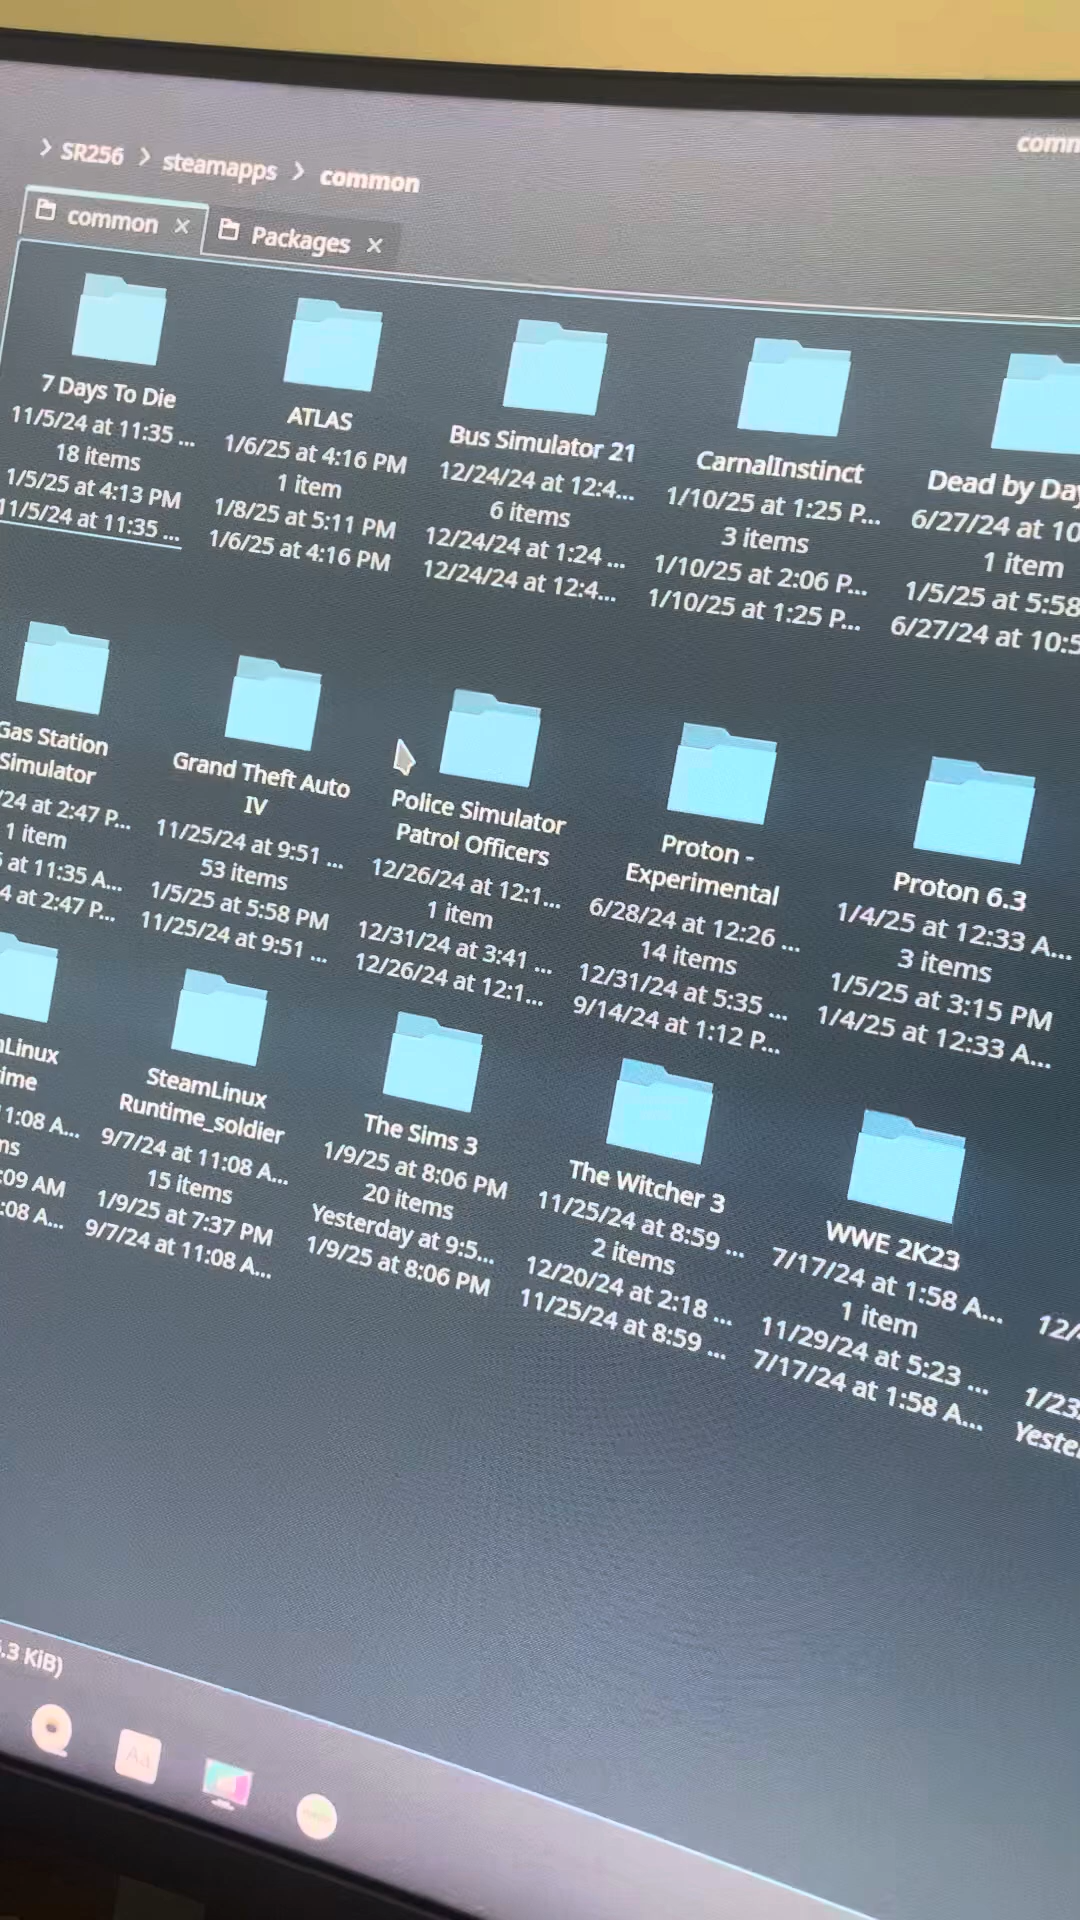 SR256 > steamapps > common
common
Packages
7 Days To Die
11/5/24 at 11:35 ...
18 items
1/5/25 at 4:13 PM
11/5/24 at 11:35 ...
ATLAS
1/6/25 at 4:16 PM
1 item
1/8/25 at 5:11 PM
1/6/25 at 4:16 PM
Bus Simulator 21
12/24/24 at 12:4...
6 items
12/24/24 at 1:24 ...
12/24/24 at 12:4...
CarnalInstinct
1/10/25 at 1:25 P...
3 items
1/10/25 at 2:06 P...
1/10/25 at 1:25 P...
Dead by Day
6/27/24 at 10
1 item
1/5/25 at 5:58
6/27/24 at 10:5
Gas Station
Simulator
/24 at 2:47 P...
1 item
at 11:35 A...
4 at 2:47 P...
Grand Theft Auto
IV
11/25/24 at 9:51 ...
53 items
1/5/25 at 5:58 PM
11/25/24 at 9:51 ...
Police Simulator
Patrol Officers
12/26/24 at 12:1...
1 item
12/31/24 at 3:41 ...
12/26/24 at 12:1...
Proton -
Experimental
6/28/24 at 12:26 ...
14 items
12/31/24 at 5:35 ...
9/14/24 at 1:12 P...
Proton 6.3
1/4/25 at 12:33 A...
3 items
1/5/25 at 3:15 PM
1/4/25 at 12:33 A...
Linux
ime
1:08 A...
ms
:09 AM
:08 A...
SteamLinux
Runtime_soldier
9/7/24 at 11:08 A...
15 items
1/9/25 at 7:37 PM
9/7/24 at 11:08 A...
The Sims 3
1/9/25 at 8:06 PM
20 items
Yesterday at 9:5...
1/9/25 at 8:06 PM
The Witcher 3
11/25/24 at 8:59 ...
2 items
12/20/24 at 2:18 ...
11/25/24 at 8:59 ...
WWE 2K23
7/17/24 at 1:58 A...
1 item
11/29/24 at 5:23 ...
7/17/24 at 1:58 A...
12/
1/23
Yeste
.3 KiB)
Aa